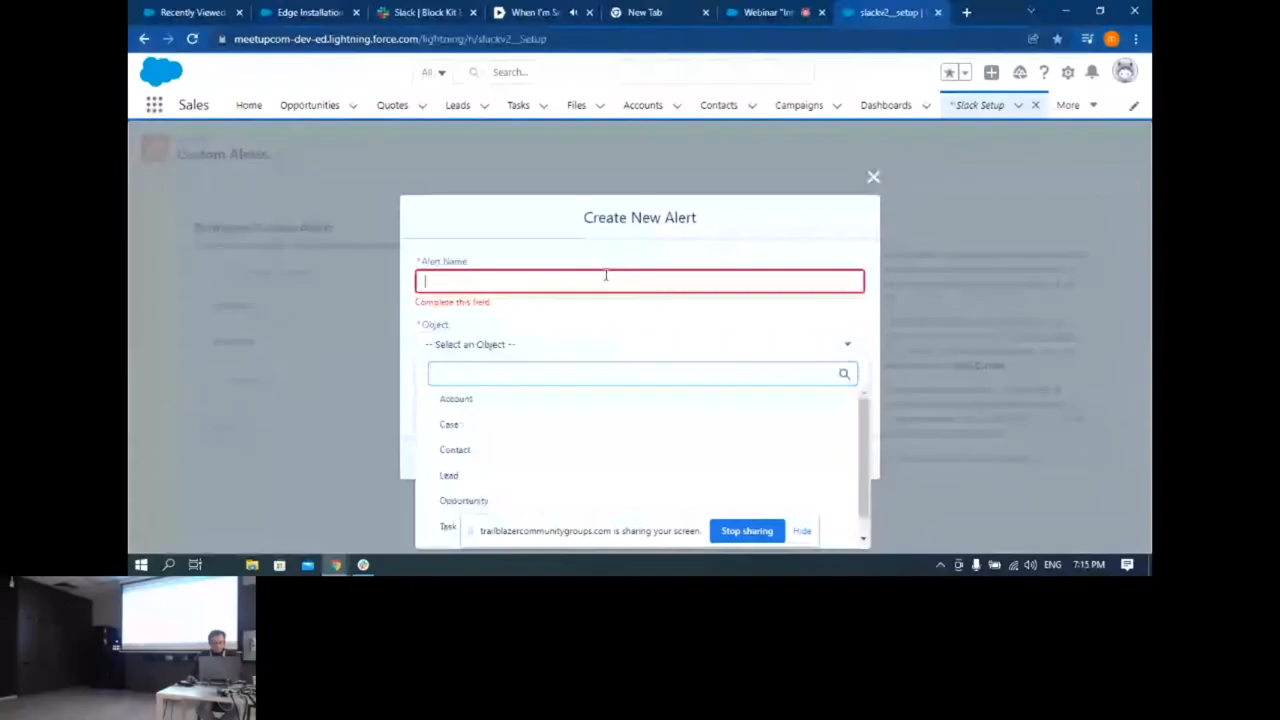 Recently Viewed
Edge Installation
Slack | Block Kit
When I'm S
New Tab
Webinar "In
slackv2__setup |
meetupcom-dev-ed.lightning.force.com/lightning/n/slackv2__Setup
All
Search...
Sales
Home
Opportunities
Quotes
Leads
Tasks
Files
Accounts
Contacts
Campaigns
Dashboards
* Slack Setup
More
Custom Alerts
Create New Alert
*Alert Name
Complete this field.
*Object
-- Select an Object --
Account
Case
Contact
Lead
Opportunity
Task
trailblazercommunitygroups.com is sharing your screen.
Stop sharing
Hide
ENG
7:15 PM